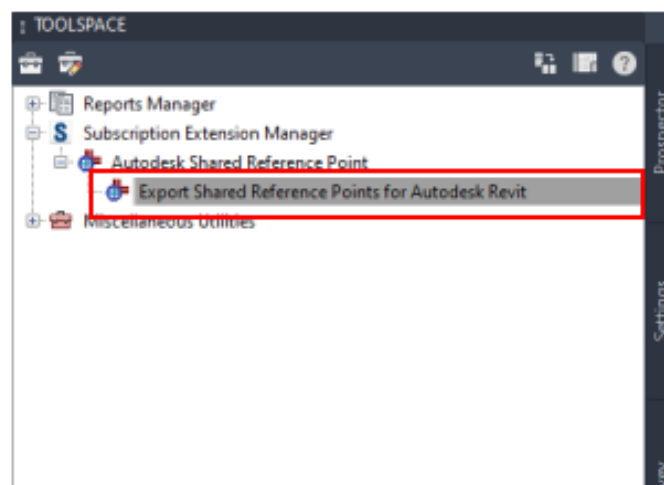 TOOLSPACE
Reports Manager
S Subscription Extension Manager
Autodesk Shared Reference Point
Export Shared Reference Points for Autodesk Revit
Miscellaneous Utilities
Prospector
Settings